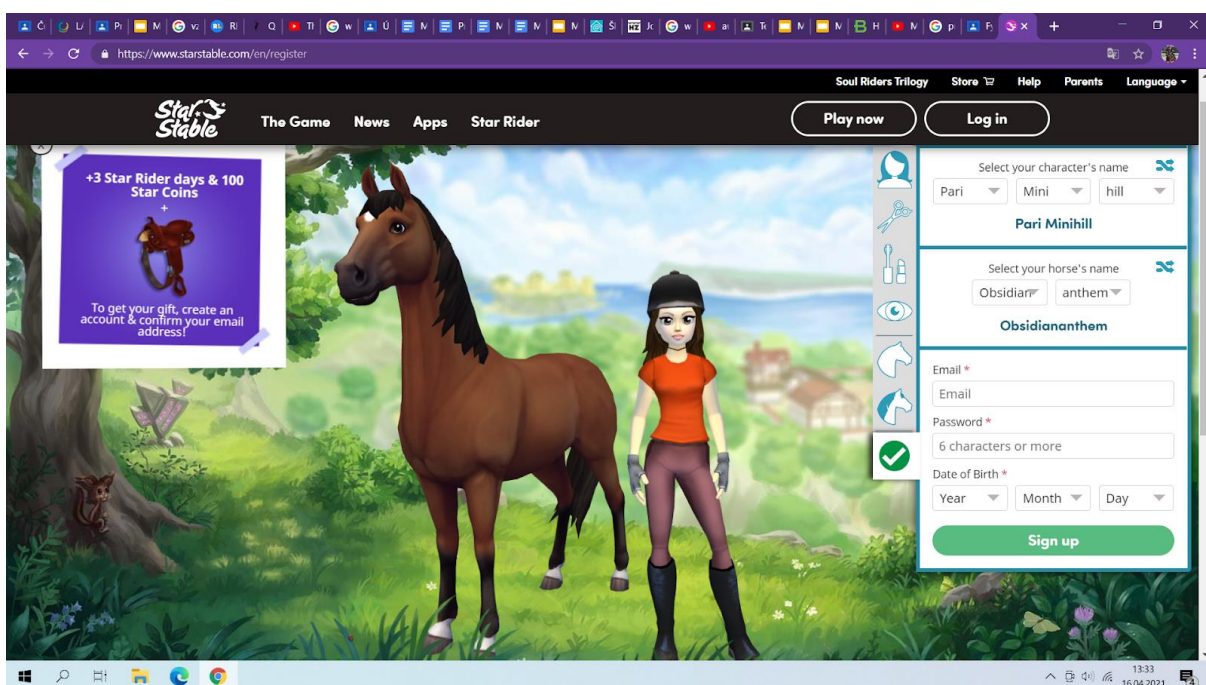 https://www.starstable.com/en/register
Soul Riders Trilogy Store Help Parents Language
Star Stable
The Game News Apps Star Rider
Play now Log in
+3 Star Rider days & 100
Star Coins
+
To get your gift, create an
account & confirm your email
address!
Select your character's name
Pari Mini hill
Pari Minihill
Select your horse's name
Obsidian anthem
Obsidiananthem
Email *
Email
Password *
6 characters or more
Date of Birth *
Year Month Day
Sign up
13:33
16.04.2021